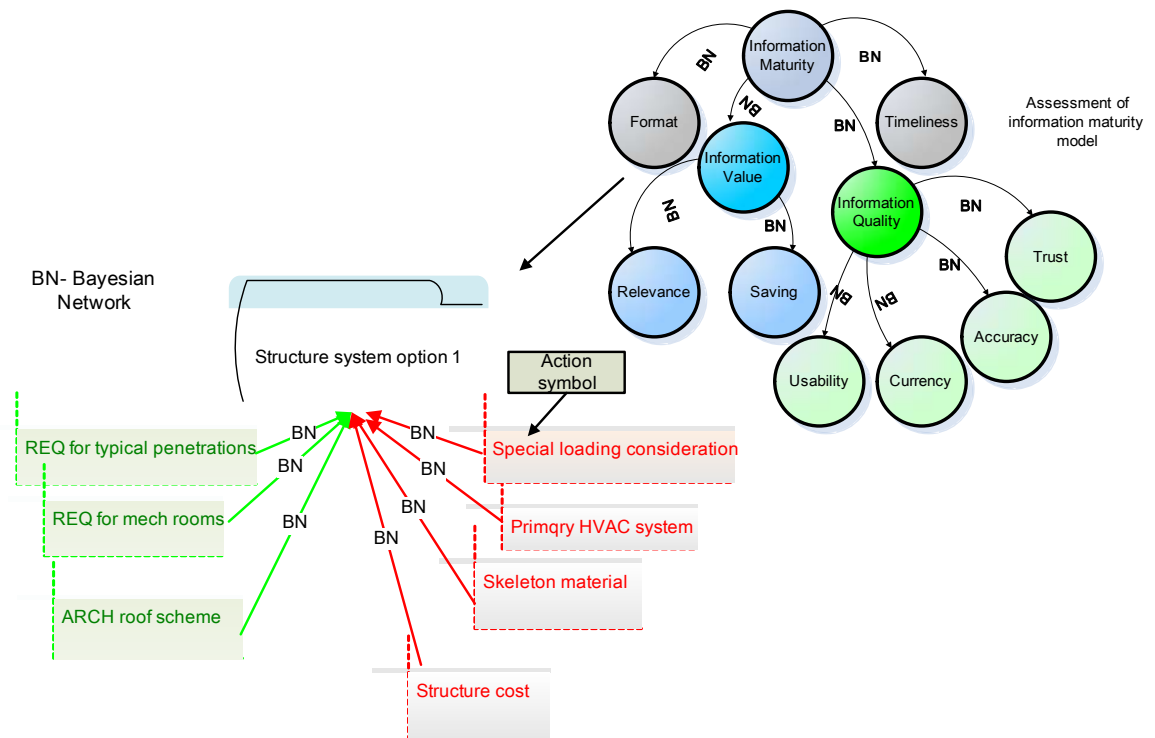 Information
Maturity
BN
BN
BN
BN
Format
Timeliness
Assessment of
information maturity
model
Information
Value
Information
Quality
BN
BN
BN
BN
BN
BN
Relevance
Saving
Trust
Accuracy
Usability
Currency
BN- Bayesian
Network
Structure system option 1
Action
symbol
REQ for typical penetrations
BN
BN
Special loading consideration
REQ for mech rooms
BN
BN
Primqry HVAC system
ARCH roof scheme
BN
BN
Skeleton material
BN
Structure cost